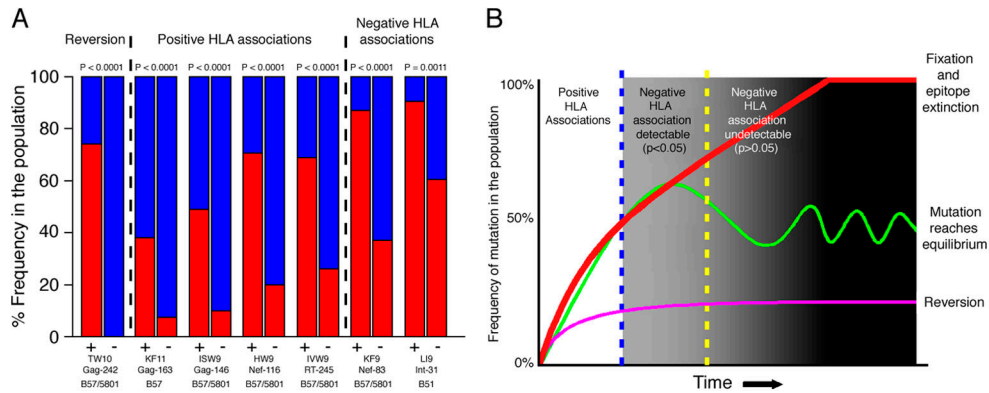 A
Reversion
Positive HLA associations
Negative HLA
associations
P < 0.0001
P < 0.0001
P < 0.0001
P < 0.0001
P < 0.0001
P < 0.0001
P = 0.0011
% Frequency in the population
100
80
60
40
20
0
+ - + - + - + - + - + - + -
TW10 KF11 ISW9 HW9 IVW9 KF9 LI9
Gag-242 Gag-163 Gag-146 Nef-116 RT-245 Nef-83 Int-31
B57/5801 B57 B57/5801 B57/5801 B57/5801 B57/5801 B51
B
Frequency of mutation in the population
100%
50%
0%
Positive
HLA
Associations
Negative
HLA
association
detectable
(p<0.05)
Negative
HLA
association
undetectable
(p>0.05)
Fixation and
epitope
extinction
Mutation
reaches
equilibrium
Reversion
Time